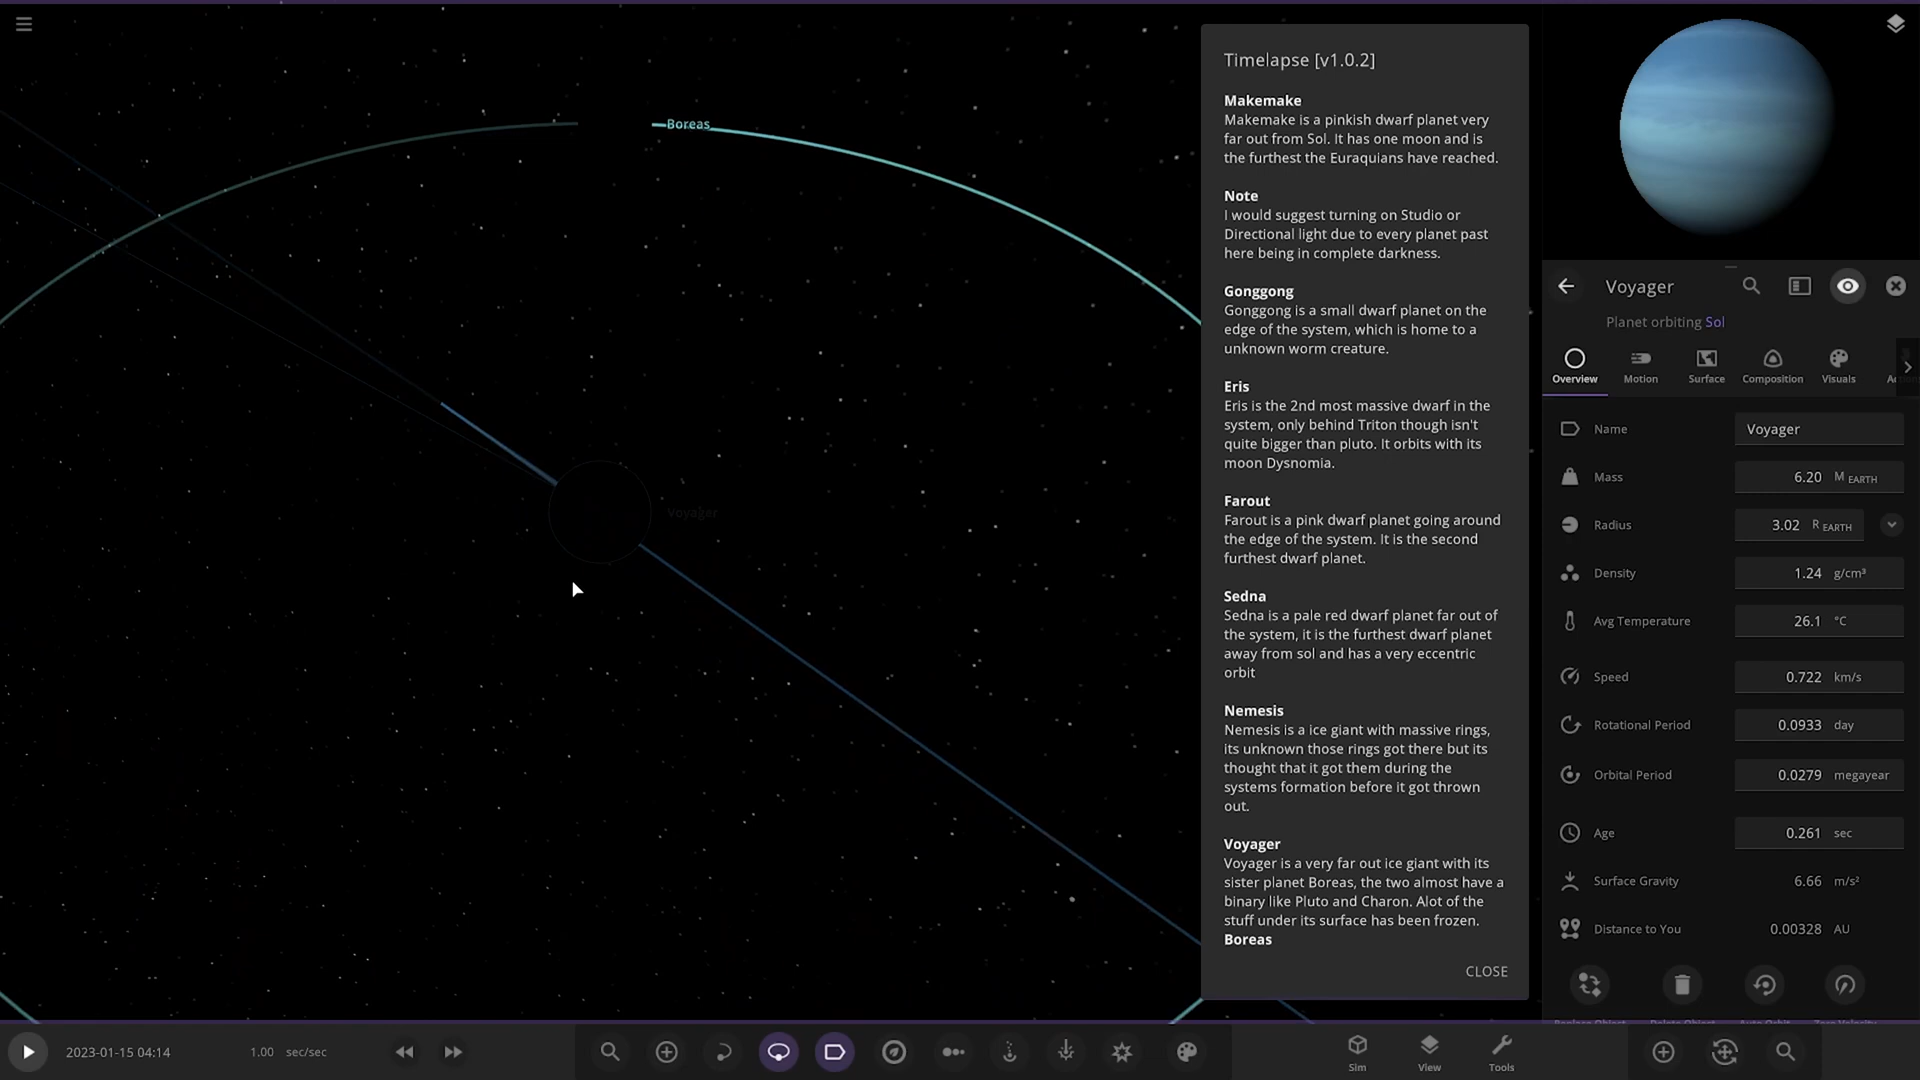 Boreas
Voyager
Timelapse [v1.0.2]
Makemake
Makemake is a pinkish dwarf planet very
far out from Sol. It has one moon and is
the furthest the Euraquians have reached.
Note
I would suggest turning on Studio or
Directional light due to every planet past
here being in complete darkness.
Gonggong
Gonggong is a small dwarf planet on the
edge of the system, which is home to a
unknown worm creature.
Eris
Eris is the 2nd most massive dwarf in the
system, only behind Triton though isn't
quite bigger than pluto. It orbits with its
moon Dysnomia.
Farout
Farout is a pink dwarf planet going around
the edge of the system. It is the second
furthest dwarf planet.
Sedna
Sedna is a pale red dwarf planet far out of
the system, it is the furthest dwarf planet
away from sol and has a very eccentric
orbit
Nemesis
Nemesis is a ice giant with massive rings,
its unknown those rings got there but its
thought that it got them during the
systems formation before it got thrown
out.
Voyager
Voyager is a very far out ice giant with its
sister planet Boreas, the two almost have a
binary like Pluto and Charon. Alot of the
stuff under its surface has been frozen.
Boreas
CLOSE
Voyager
Planet orbiting Sol
Overview Motion Surface Composition Visuals
Name Voyager
Mass 6.20 M EARTH
Radius 3.02 R EARTH
Density 1.24 g/cm³
Avg Temperature 26.1 °C
Speed 0.722 km/s
Rotational Period 0.0933 day
Orbital Period 0.0279 megayear
Age 0.261 sec
Surface Gravity 6.66 m/s²
Distance to You 0.00328 AU
2023-01-15 04:14 1.00 sec/sec Sim View Tools